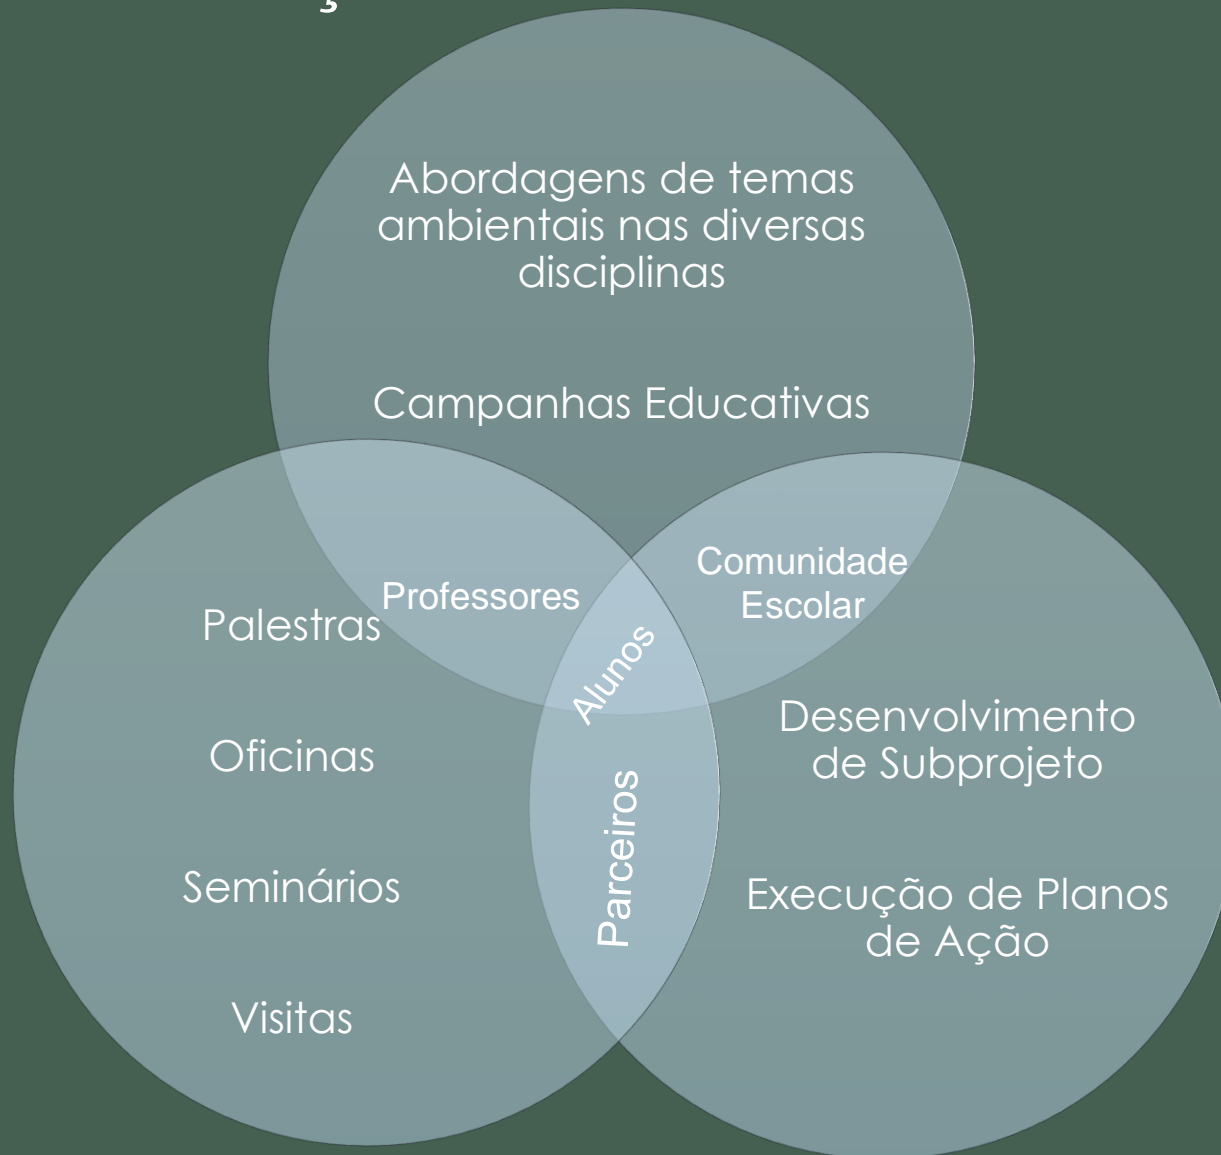 Abordagens de temas
ambientais nas diversas
disciplinas
Campanhas Educativas
Professores
Comunidade
Escolar
Alunos
Parceiros
Palestras
Oficinas
Seminários
Visitas
Desenvolvimento
de Subprojeto
Execução de Planos
de Ação